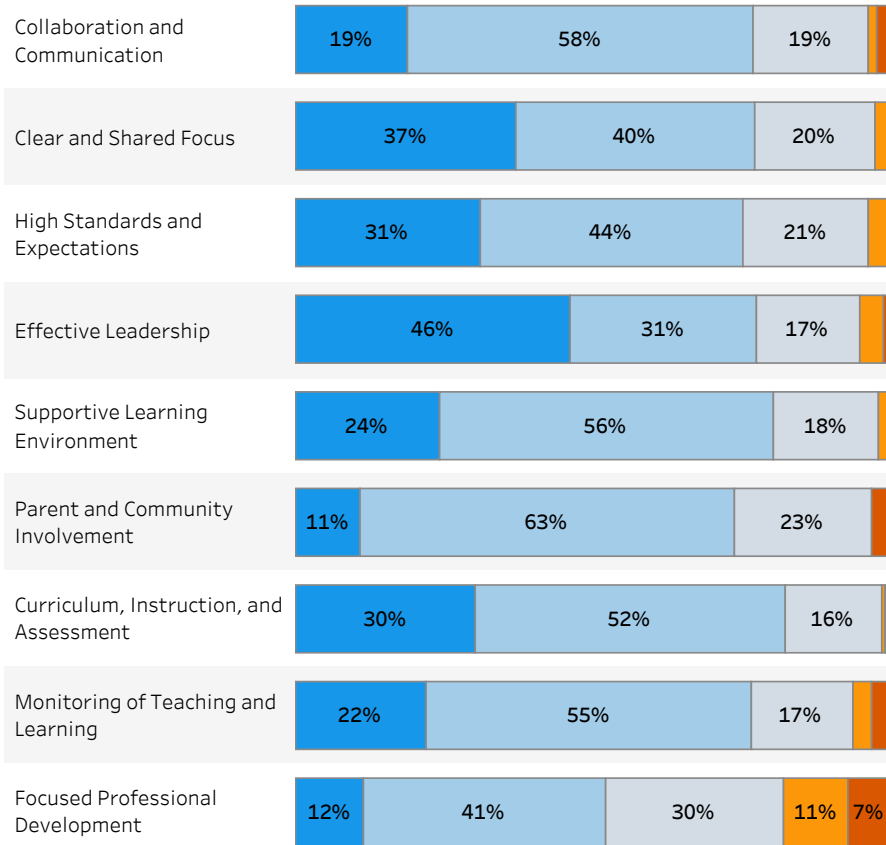 Collaboration and
Communication
19% 58% 19%
Clear and Shared Focus
37% 40% 20%
High Standards and
Expectations
31% 44% 21%
Effective Leadership
46% 31% 17%
Supportive Learning
Environment
24% 56% 18%
Parent and Community
Involvement
11% 63% 23%
Curriculum, Instruction, and
Assessment
30% 52% 16%
Monitoring of Teaching and
Learning
22% 55% 17%
Focused Professional
Development
12% 41% 30% 11% 7%